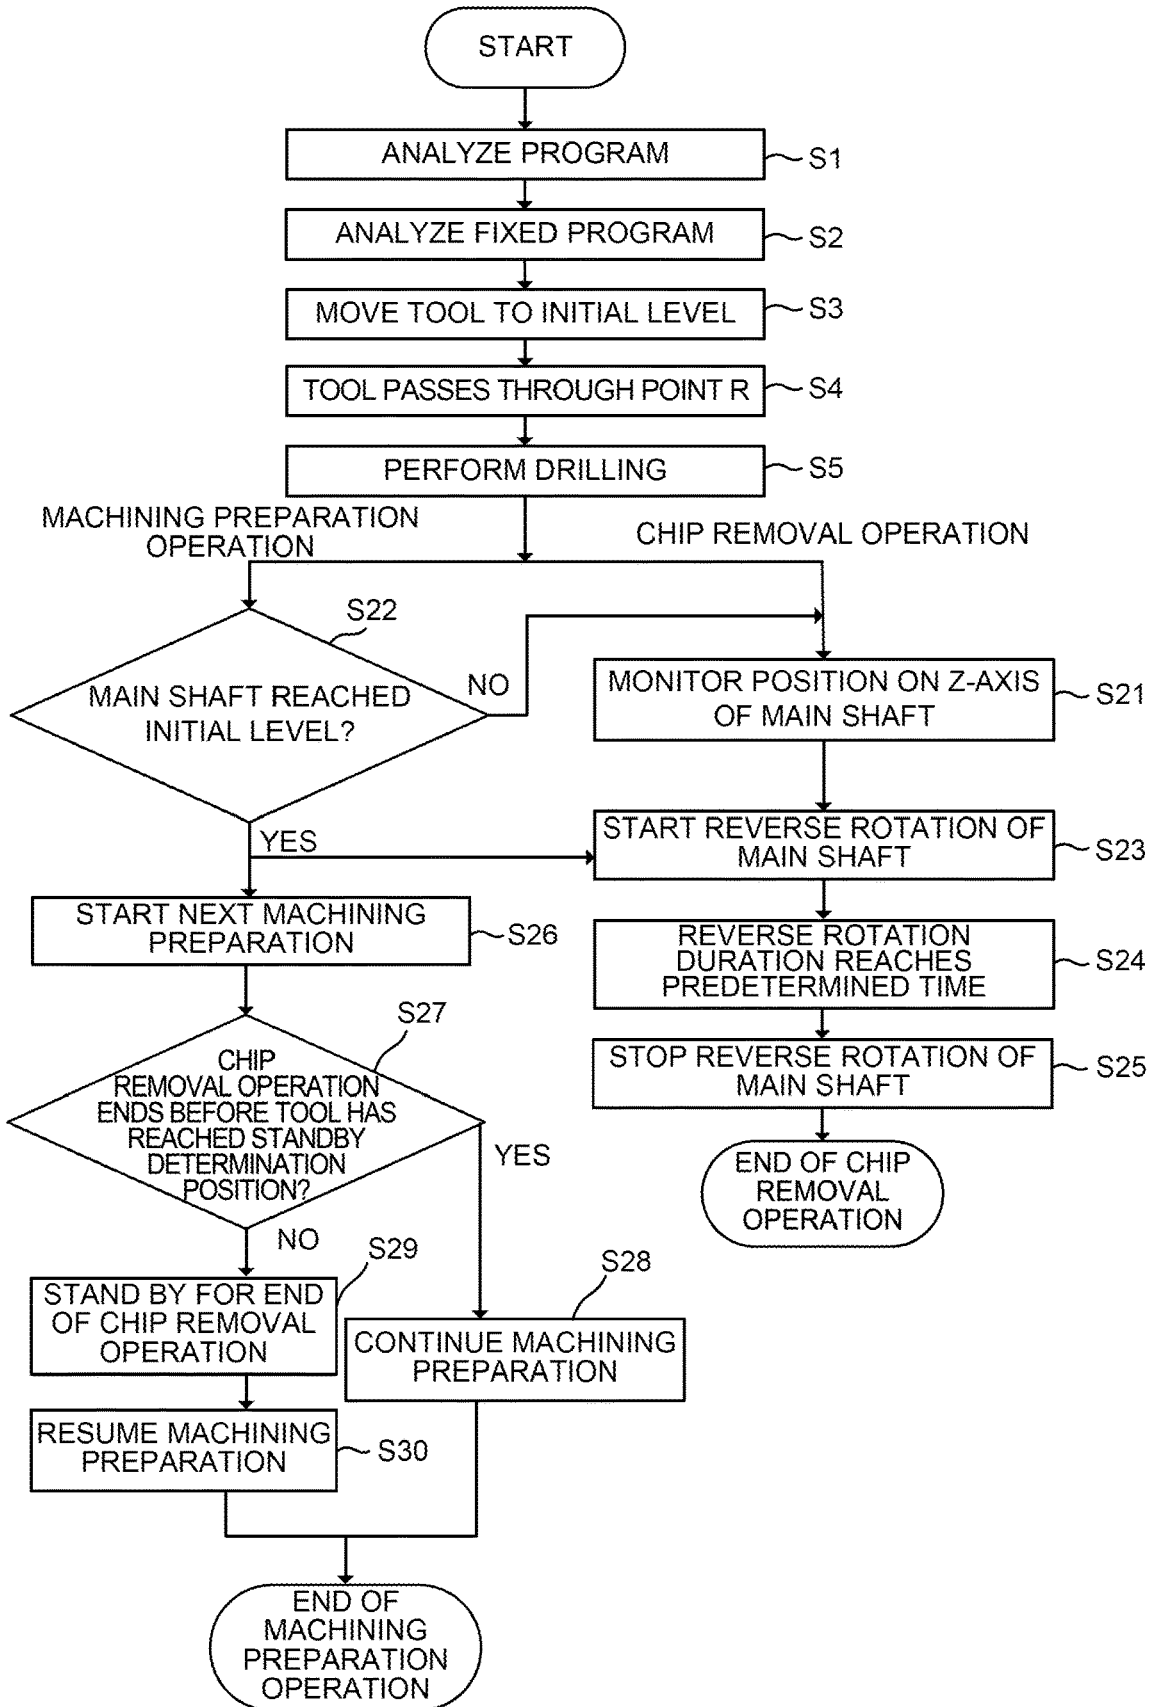 START
ANALYZE PROGRAM
S1
ANALYZE FIXED PROGRAM
S2
MOVE TOOL TO INITIAL LEVEL
S3
TOOL PASSES THROUGH POINT R
S4
PERFORM DRILLING
S5
MACHINING PREPARATION
OPERATION
CHIP REMOVAL OPERATION
S22
MAIN SHAFT REACHED
INITIAL LEVEL?
NO
MONITOR POSITION ON Z-AXIS
OF MAIN SHAFT
S21
YES
START REVERSE ROTATION OF
MAIN SHAFT
S23
START NEXT MACHINING
PREPARATION
S26
REVERSE ROTATION
DURATION REACHES
PREDETERMINED TIME
S24
S27
CHIP
REMOVAL OPERATION
ENDS BEFORE TOOL HAS
REACHED STANDBY
DETERMINATION
POSITION?
YES
NO
STOP REVERSE ROTATION OF
MAIN SHAFT
S25
END OF CHIP
REMOVAL
OPERATION
S29
STAND BY FOR END
OF CHIP REMOVAL
OPERATION
S28
CONTINUE MACHINING
PREPARATION
RESUME MACHINING
PREPARATION
S30
END OF
MACHINING
PREPARATION
OPERATION